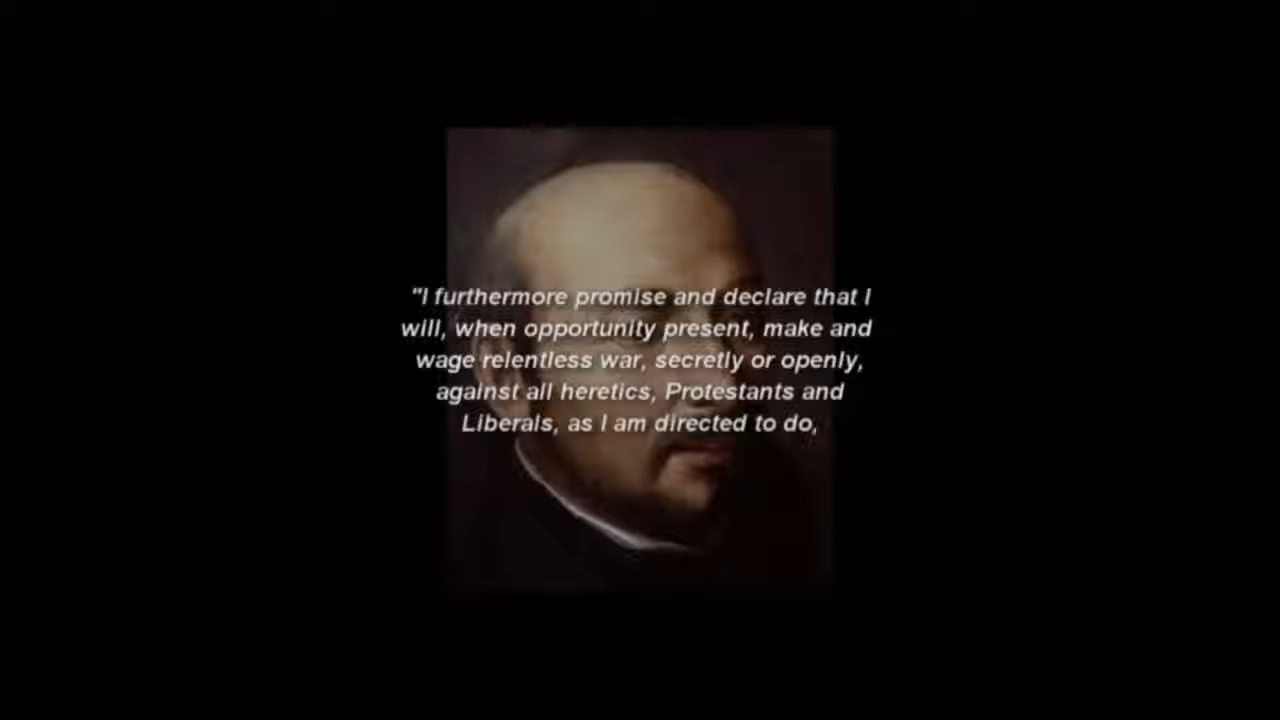 "I furthermore promise and declare that I
will, when opportunity present, make and
wage relentless war, secretly or openly,
against all heretics, Protestants and
Liberals, as I am directed to do,